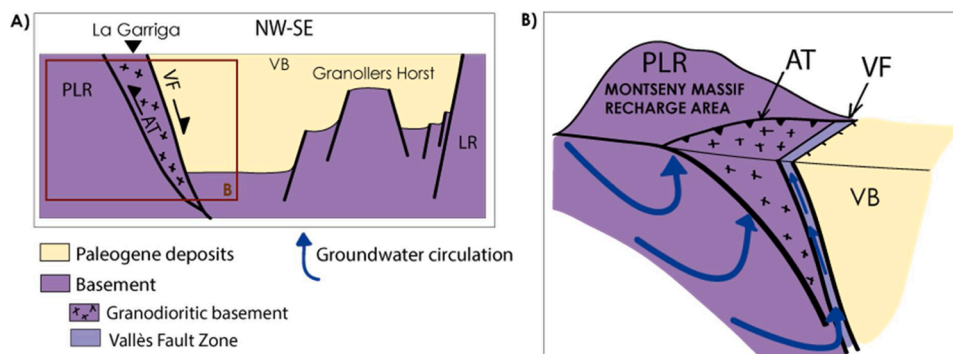 A)
La Garriga
NW-SE
VB
PLR
VF
AT
Granollers Horst
LR
B
Paleogene deposits
Basement
Granodioritic basement
Vallès Fault Zone
Groundwater circulation
B)
PLR
MONTSENY MASSIF
RECHARGE AREA
AT
VF
VB